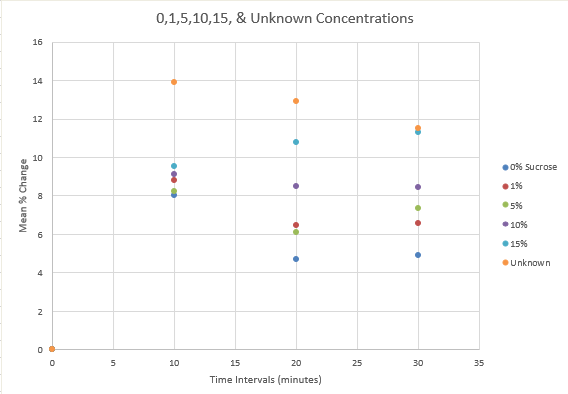 0,1,5,10,15, & Unknown Concentrations
16
14
12
10
8
6
4
2
0
Mean % Change
0 5 10 15 20 25 30 35
Time Intervals (minutes)
0% Sucrose
1%
5%
10%
15%
Unknown